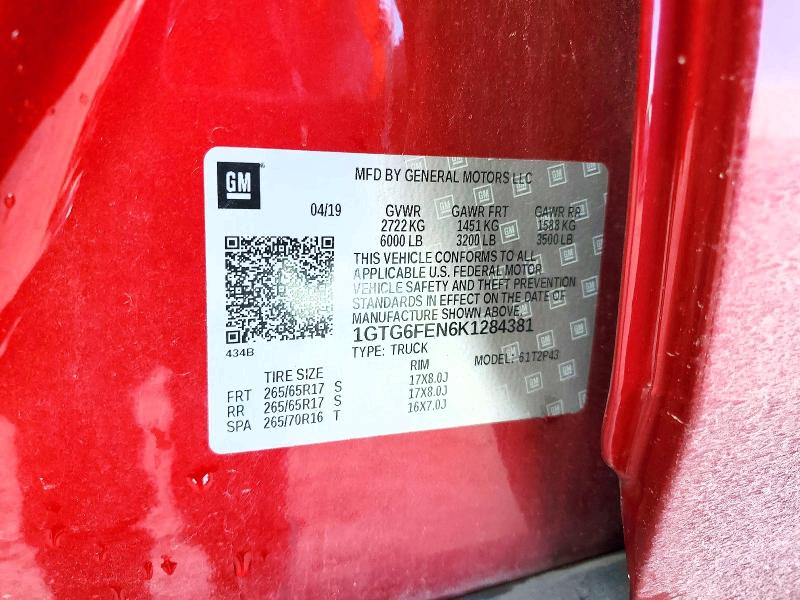 GM
MFD BY GENERAL MOTORS LLC
04/19 GVWR GAWR FRT GAWR RR
2722 KG 1451 KG 1588 KG
6000 LB 3200 LB 3500 LB
THIS VEHICLE CONFORMS TO ALL
APPLICABLE U.S. FEDERAL MOTOR
VEHICLE SAFETY AND THEFT PREVENTION
STANDARDS IN EFFECT ON THE DATE OF
MANUFACTURE SHOWN ABOVE.
1GTG6FEN6K1284381
434B
TYPE: TRUCK
MODEL: 61T2P43
TIRE SIZE RIM
FRT 265/65R17 S 17X8.0J
RR 265/65R17 S 17X8.0J
SPA 265/70R16 T 16X7.0J